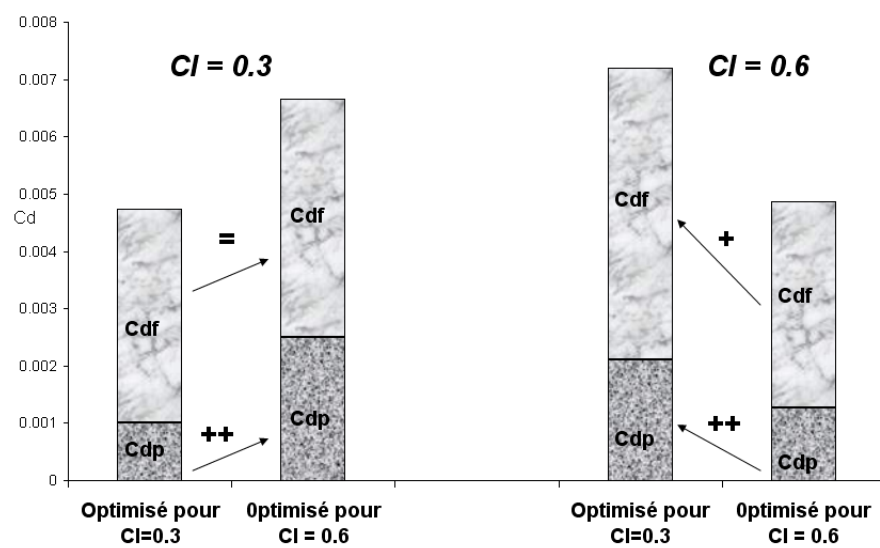 0.008
0.007
0.006
0.005
Cd
0.004
0.003
0.002
0.001
0
Cl = 0.3
Cl = 0.6
Cdf
Cdf
=
Cdp
Cdp
++
Cdf
Cdf
+
Cdp
Cdp
++
Optimisé pour
Cl=0.3
0ptimisé pour
Cl = 0.6
Optimisé pour
Cl=0.3
0ptimisé pour
Cl = 0.6